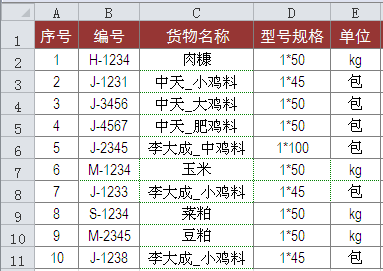 A B C D E
1 序号 编号 货物名称 型号规格 单位
2 1 H-1234 肉糠 1*50 kg
3 2 J-1231 中天_小鸡料 1*45 包
4 3 J-3456 中天_大鸡料 1*50 包
5 4 J-4567 中天_肥鸡料 1*50 包
6 5 J-2345 李大成_中鸡料 1*100 包
7 6 M-1234 玉米 1*50 kg
8 7 J-1233 李大成_小鸡料 1*45 包
9 8 S-1234 菜粕 1*50 kg
10 9 M-2345 豆粕 1*50 kg
11 10 J-1238 李大成_小鸡料 1*45 包